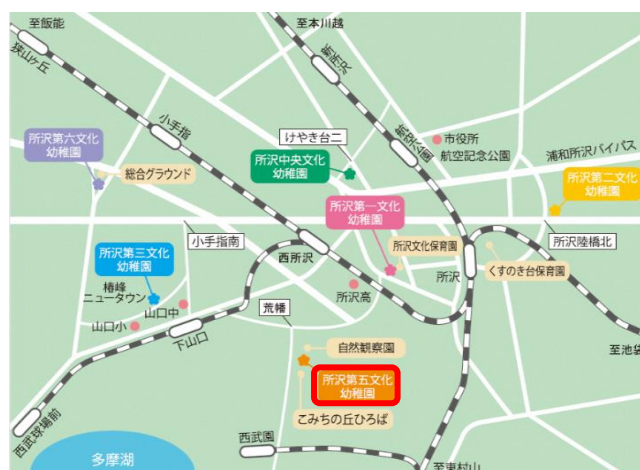 至飯能
至本川越
狭山ケ丘
新所沢
小手指
けやき台二
航空公園
市役所
航空記念公園
浦和所沢バイパス
所沢第六文化
幼稚園
総合グラウンド
所沢中央文化
幼稚園
所沢第二文化
幼稚園
所沢第一文化
幼稚園
小手指南
所沢文化保育園
所沢陸橋北
所沢第三文化
幼稚園
西所沢
所沢
くすのき台保育園
椿峰
ニュータウン
山口中
所沢高
荒幡
山口小
下山口
自然観察園
至池袋
所沢第五文化
幼稚園
こみちの丘ひろば
西武球場前
西武園
多摩湖
至東村山